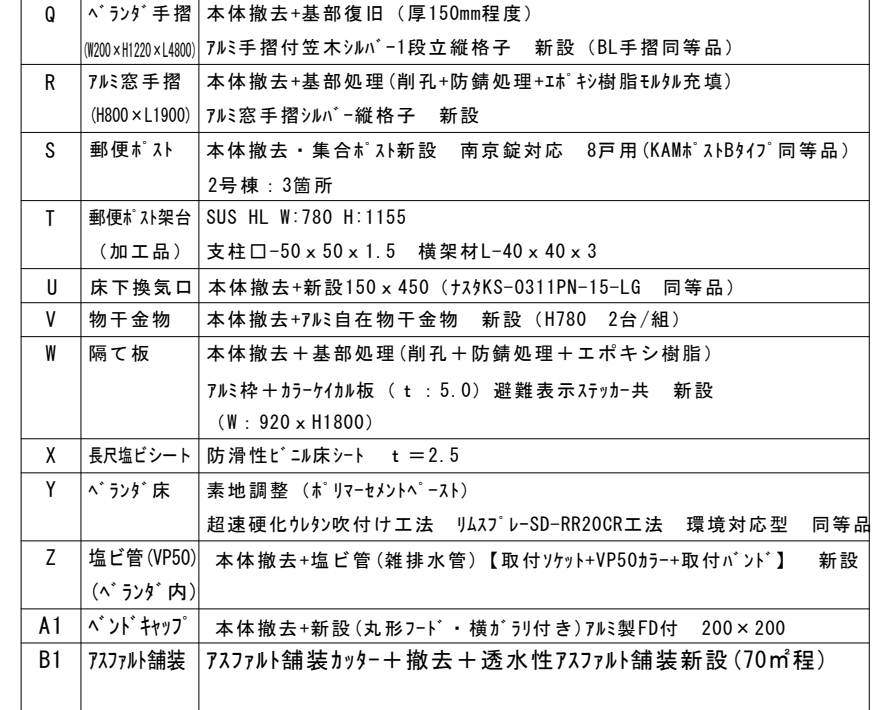 Q ﾍﾞﾗﾝﾀﾞ手摺 本体撤去+基部復旧（厚150mm程度）
(W200×H1220×L4800) ｱﾙﾐ手摺付笠木ｼﾙﾊﾞｰ1段立縦格子　新設（BL手摺同等品）
R ｱﾙﾐ窓手摺 本体撤去+基部処理(削孔+防錆処理+ｴﾎﾟｷｼ樹脂ﾓﾙﾀﾙ充填)
(H800×L1900) ｱﾙﾐ窓手摺ｼﾙﾊﾞｰ縦格子　新設
S 郵便ﾎﾟｽﾄ 本体撤去・集合ﾎﾟｽﾄ新設　南京錠対応　8戸用(KAMﾎﾟｽﾄBﾀｲﾌﾟ同等品)
2号棟：3箇所
T 郵便ﾎﾟｽﾄ架台 SUS HL W:780 H:1155
（加工品） 支柱口-50ｘ50ｘ1.5　横架材L-40ｘ40ｘ3
U 床下換気口 本体撤去+新設150ｘ450（ﾅｽﾀKS-0311PN-15-LG　同等品）
V 物干金物 本体撤去+ｱﾙﾐ自在物干金物　新設（H780　2台/組）
W 隔て板 本体撤去＋基部処理(削孔＋防錆処理＋エポキシ樹脂)
ｱﾙﾐ枠＋ｶﾗｰｹｲｶﾙ板（ｔ：5.0）避難表示ｽﾃｯｶｰ共　新設
（W：920ｘH1800）
X 長尺塩ビシート 防滑性ﾋﾞﾆﾙ床ｼｰﾄ　ｔ＝2.5
Y ﾍﾞﾗﾝﾀﾞ床 素地調整（ﾎﾟﾘﾏｰｾﾒﾝﾄﾍﾟｰｽﾄ）
超速硬化ｳﾚﾀﾝ吹付け工法　ﾘﾑｽﾌﾟﾚｰSD-RR20CR工法　環境対応型　同等品
Z 塩ビ管(VP50) 本体撤去+塩ビ管(雑排水管)【取付ｿｹｯﾄ+VP50ｶﾗｰ+取付ﾊﾞﾝﾄﾞ】　新設
(ﾍﾞﾗﾝﾀﾞ内)
A1 ﾍﾞﾝﾄﾞｷｬｯﾌﾟ 本体撤去+新設(丸形ﾌｰﾄﾞ・横ｶﾞﾗﾘ付き)ｱﾙﾐ製FD付　200×200
B1 ｱｽﾌｧﾙﾄ舗装 ｱｽﾌｧﾙﾄ舗装ｶｯﾀｰ＋撤去＋透水性ｱｽﾌｧﾙﾄ舗装新設(70㎡程)